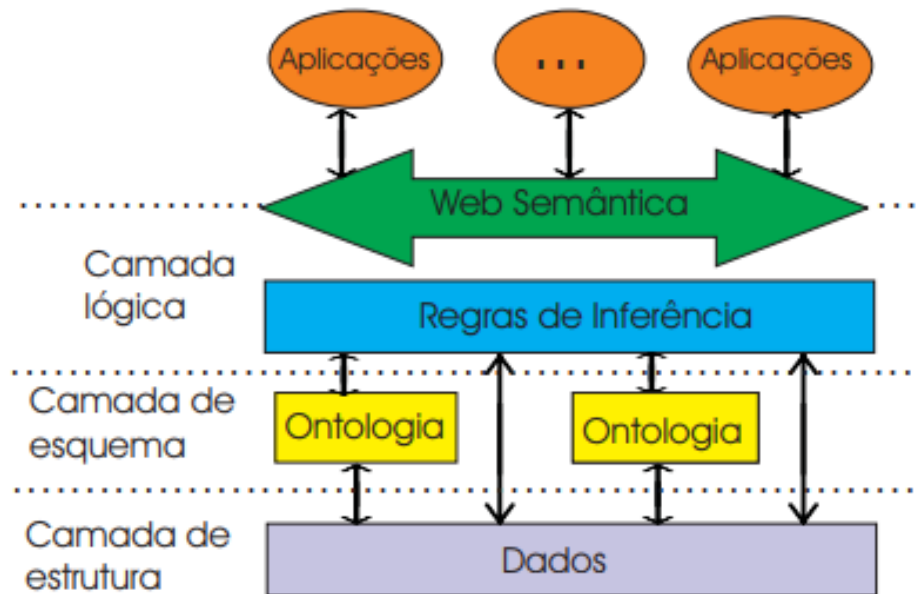 Aplicações
...
Aplicações
Web Semântica
Camada
lógica
Regras de Inferência
Camada de
esquema
Ontologia
Ontologia
Camada de
estrutura
Dados